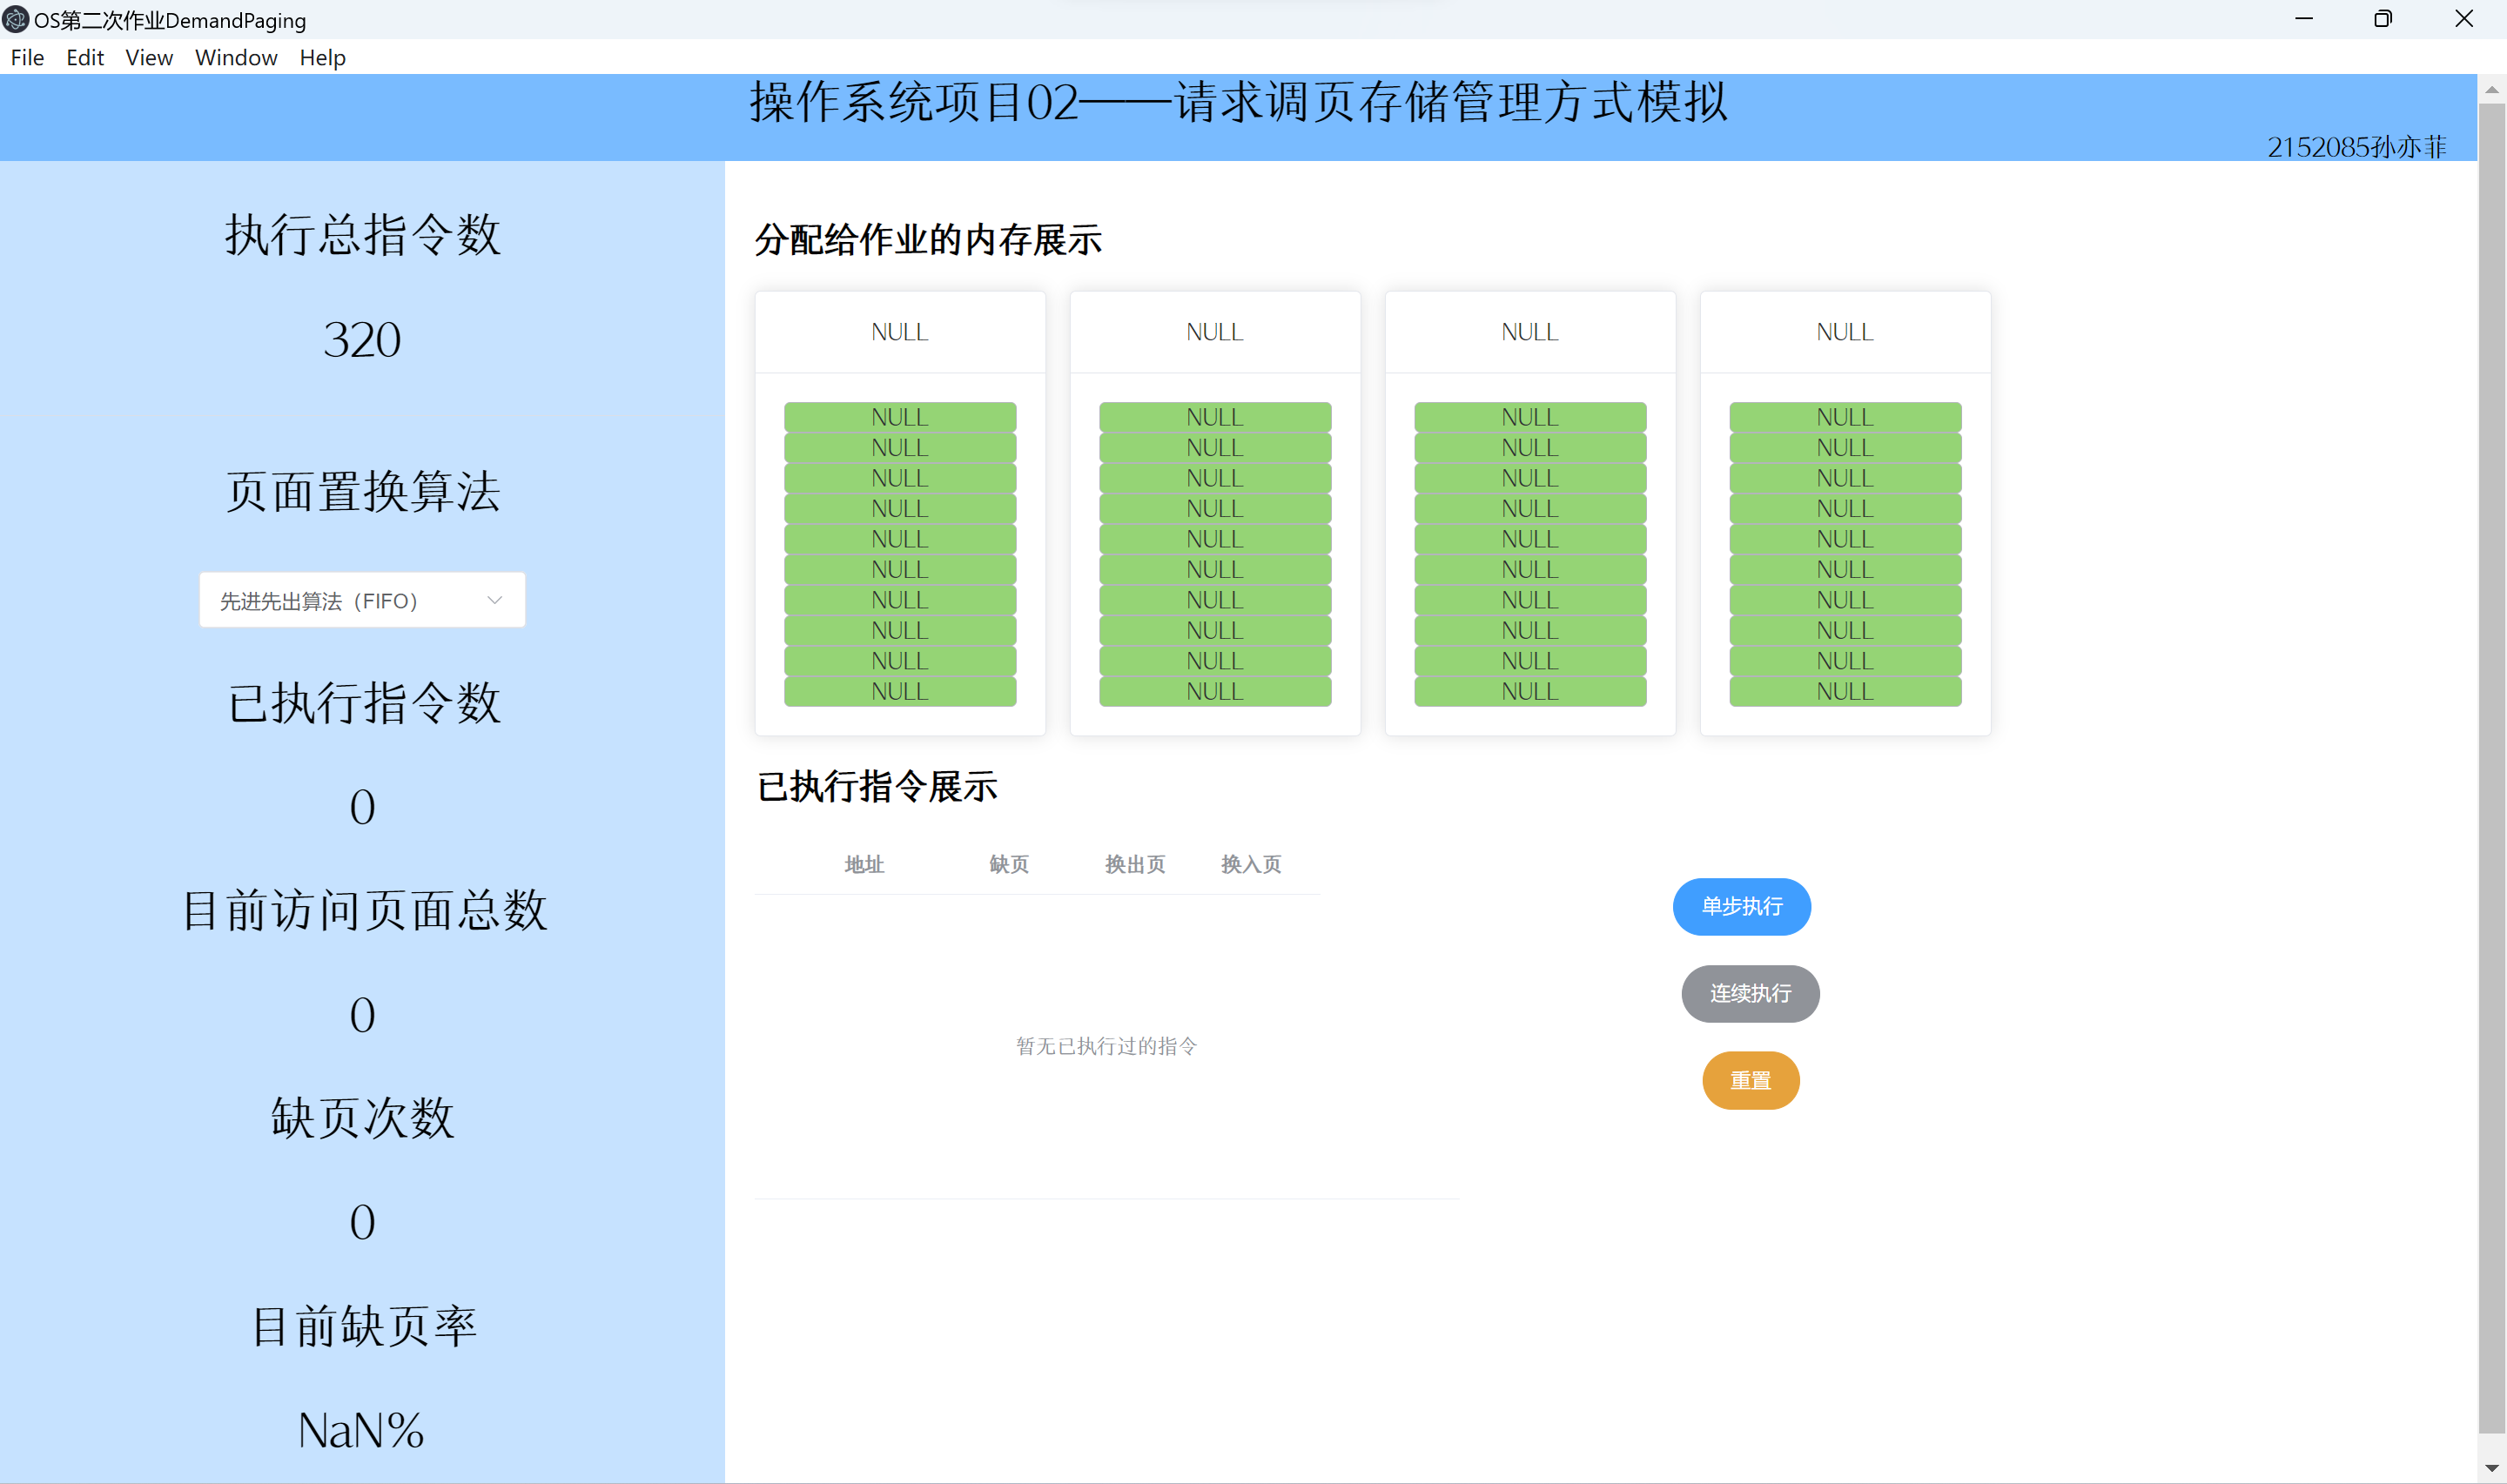 OS第二次作业DemandPaging
File Edit View Window Help
操作系统项目02——请求调页存储管理方式模拟
2152085孙亦菲
执行总指令数
320
页面置换算法
先进先出算法（FIFO）
已执行指令数
0
目前访问页面总数
0
缺页次数
0
目前缺页率
NaN%
分配给作业的内存展示
NULL NULL NULL NULL
NULL NULL NULL NULL
NULL NULL NULL NULL
NULL NULL NULL NULL
NULL NULL NULL NULL
NULL NULL NULL NULL
NULL NULL NULL NULL
NULL NULL NULL NULL
NULL NULL NULL NULL
NULL NULL NULL NULL
NULL NULL NULL NULL
已执行指令展示
地址 缺页 换出页 换入页
暂无已执行过的指令
单步执行
连续执行
重置